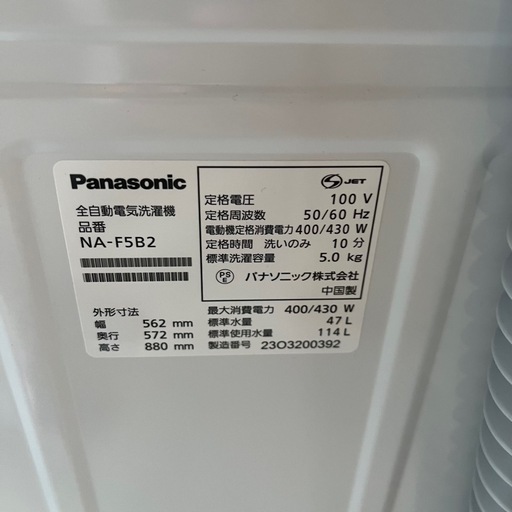 Panasonic
全自動電気洗濯機
品番
NA-F5B2
外形寸法
幅 562 mm
奥行 572 mm
高さ 880 mm
S JET
定格電圧 100 V
定格周波数 50/60 Hz
電動機定格消費電力 400/430 W
定格時間 洗いのみ 10 分
標準洗濯容量 5.0 kg
PS E パナソニック株式会社
中国製
最大消費電力 400/430 W
標準水量 47 L
標準使用水量 114 L
製造番号 23O3200392